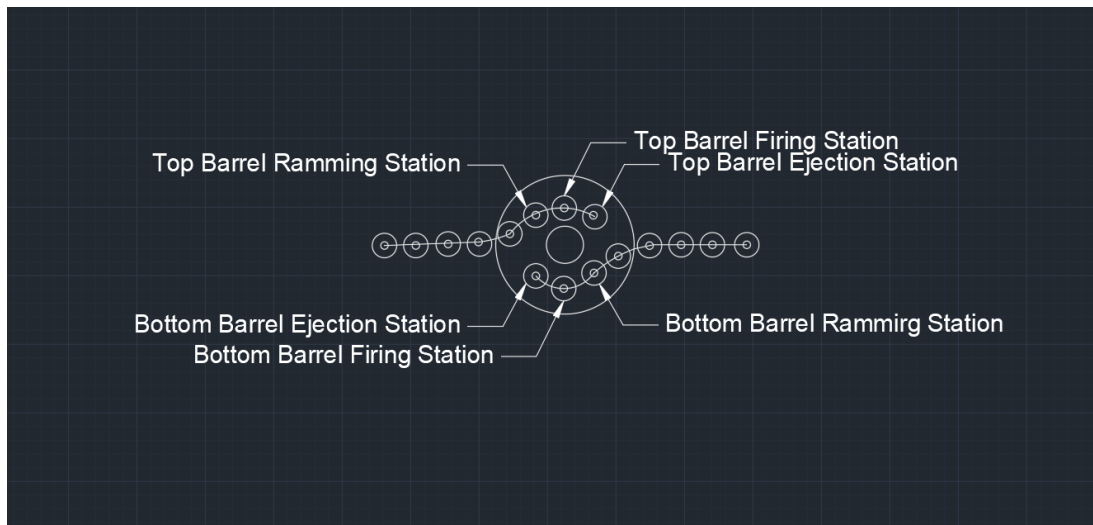 Top Barrel Firing Station
Top Barrel Ramming Station
Top Barrel Ejection Station
Bottom Barrel Ejection Station
Bottom Barrel Rammirg Station
Bottom Barrel Firing Station